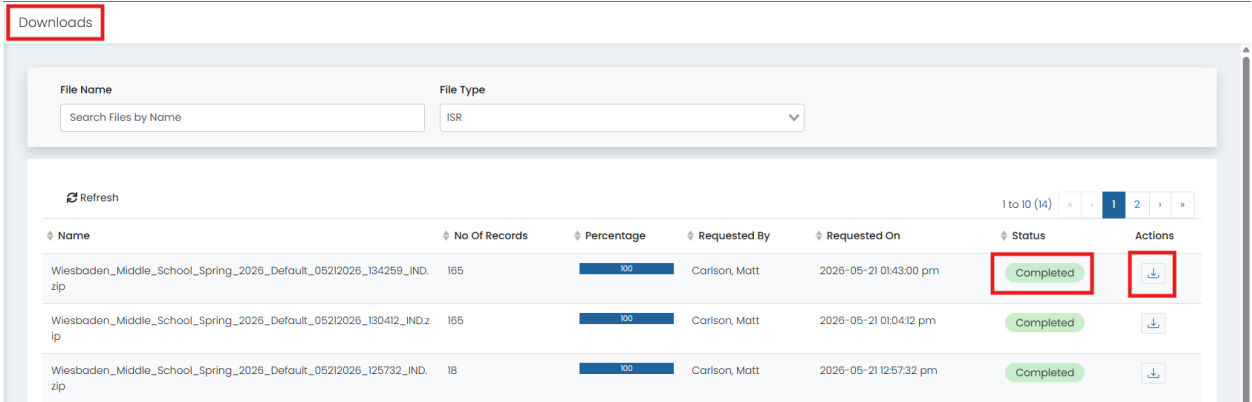 Downloads
File Name File Type
Search Files by Name ISR
Refresh 1 to 10 (14) « ‹ 1 2 › »
Name No Of Records Percentage Requested By Requested On Status Actions
Wiesbaden_Middle_School_Spring_2026_Default_05212026_134259_IND. 165 100 Carlson, Matt 2026-05-21 01:43:00 pm Completed
zip
Wiesbaden_Middle_School_Spring_2026_Default_05212026_130412_IND.z 165 100 Carlson, Matt 2026-05-21 01:04:12 pm Completed
ip
Wiesbaden_Middle_School_Spring_2026_Default_05212026_125732_IND. 18 100 Carlson, Matt 2026-05-21 12:57:32 pm Completed
zip